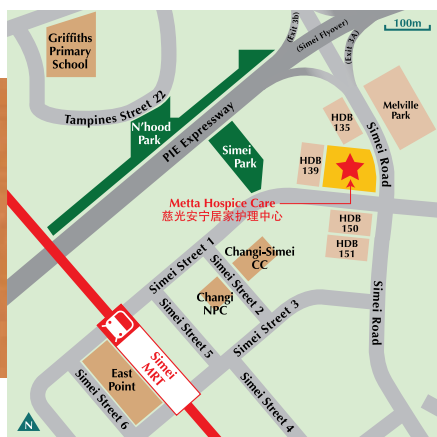 Griffiths
Primary
School
Tampines Street 22
N'hood
Park
PIE Expressway
(Exit 3b)
(Simei Flyover)
(Exit 3A)
100m
Melville
Park
HDB
135
Simei Road
Simei
Park
HDB
139
Metta Hospice Care
慈光安宁居家护理中心
HDB
150
HDB
151
Simei Street 1
Changi-Simei
CC
Simei Street 2
Changi
NPC
Simei Street 3
Simei Road
Simei Street 5
Simei
MRT
East
Point
Simei Street 6
Simei Street 4
N